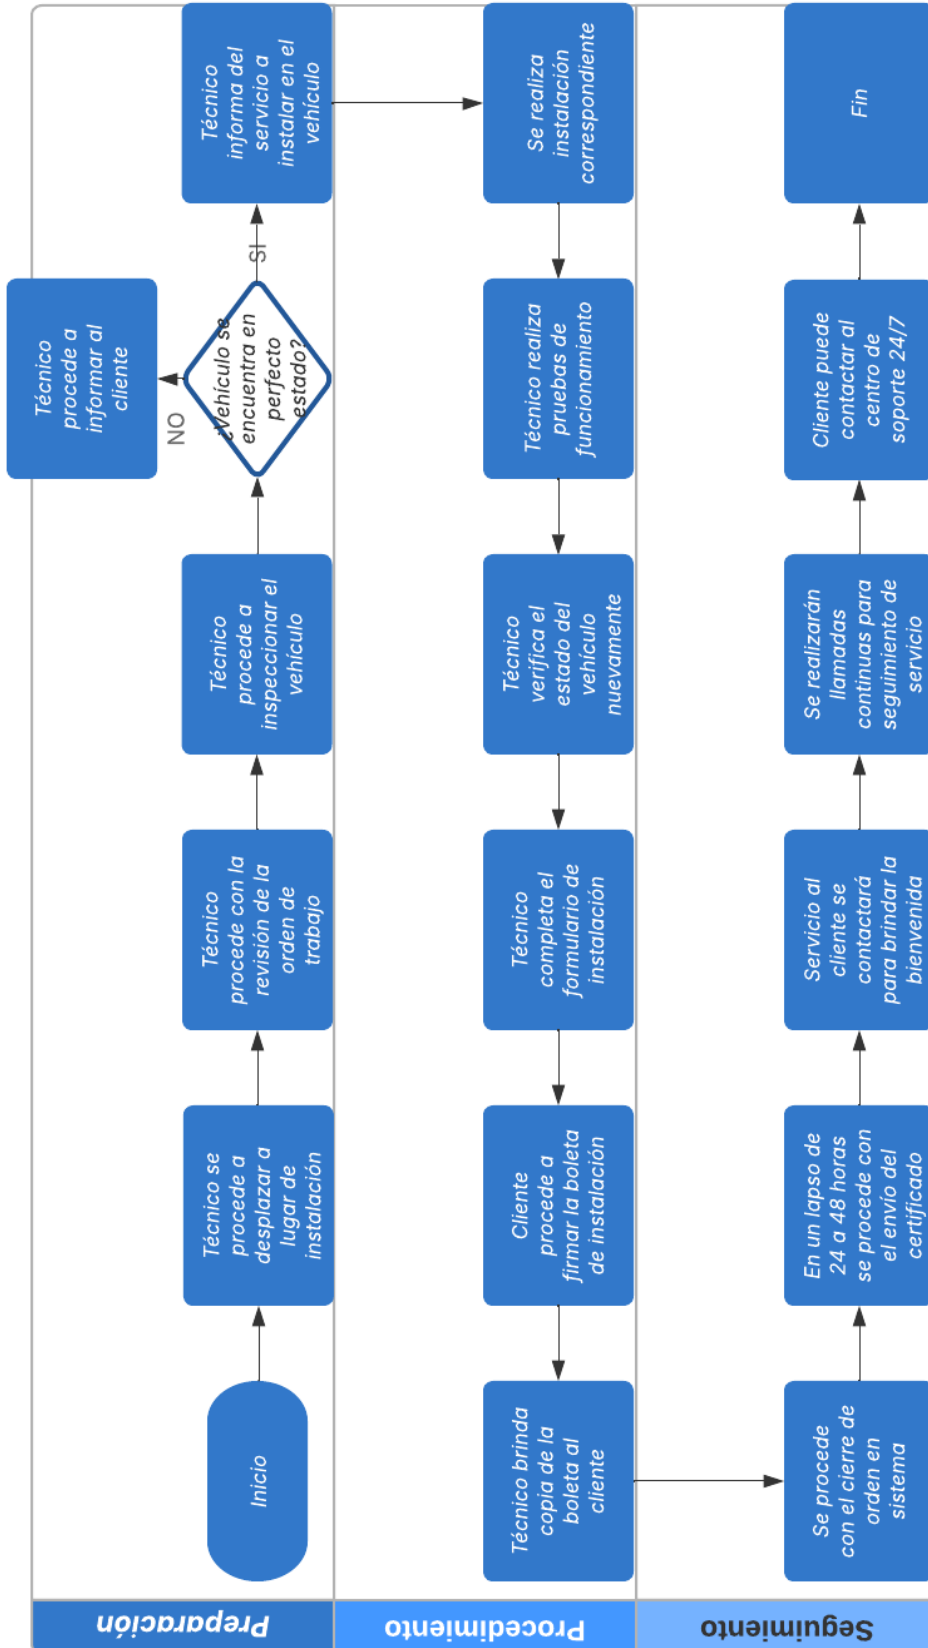 Preparación
Inicio
Técnico se
procede a
desplazar a
lugar de
instalación
Técnico
procede con la
revisión de la
orden de
trabajo
Técnico
procede a
inspeccionar el
vehículo
¿Vehículo se
encuentra en
perfecto
estado?
NO
Técnico
procede a
informar al
cliente
SI
Técnico
informa del
servicio a
instalar en el
vehículo
Procedimiento
Se realiza
instalación
correspondiente
Técnico realiza
pruebas de
funcionamiento
Técnico
verifica el
estado del
vehículo
nuevamente
Técnico
completa el
formulario de
instalación
Cliente
procede a
firmar la boleta
de instalación
Técnico brinda
copia de la
boleta al
cliente
Seguimiento
Se procede
con el cierre de
orden en
sistema
En un lapso de
24 a 48 horas
se procede con
el envío del
certificado
Servicio al
cliente se
contactará
para brindar la
bienvenida
Se realizarán
llamadas
continuas para
seguimiento de
servicio
Cliente puede
contactar al
centro de
soporte 24/7
Fin